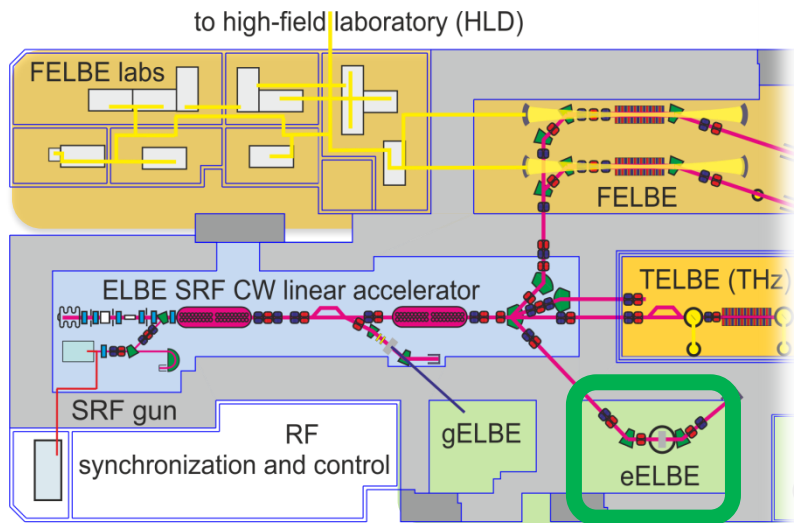 to high-field laboratory (HLD)
FELBE labs
FELBE
ELBE SRF CW linear accelerator
TELBE (THz)
SRF gun
RF
synchronization and control
gELBE
eELBE